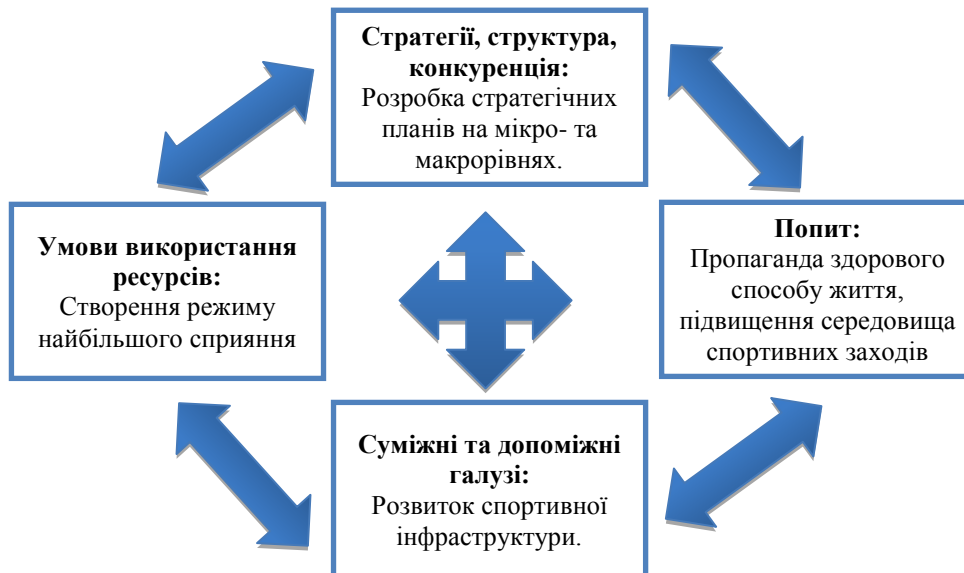 Стратегії, структура,
конкуренція:
Розробка стратегічних
планів на мікро- та
макрорівнях.
Умови використання
ресурсів:
Створення режиму
найбільшого сприяння
Попит:
Пропаганда здорового
способу життя,
підвищення середовища
спортивних заходів
Суміжні та допоміжні
галузі:
Розвиток спортивної
інфраструктури.